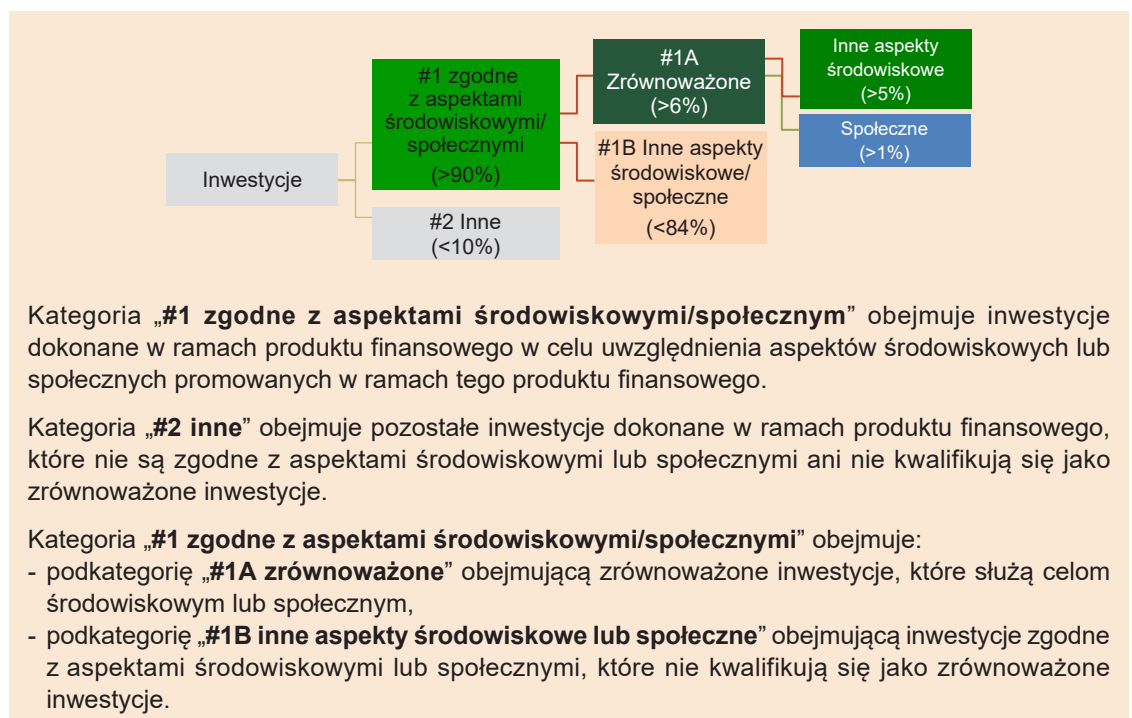 Inwestycje
#1 zgodne
z aspektami
środowiskowymi/
społecznymi
(>90%)
#2 Inne
(<10%)
#1A
Zrównoważone
(>6%)
#1B Inne aspekty
środowiskowe/
społeczne
(<84%)
Inne aspekty
środowiskowe
(>5%)
Społeczne
(>1%)
Kategoria „#1 zgodne z aspektami środowiskowymi/społecznym” obejmuje inwestycje
dokonane w ramach produktu finansowego w celu uwzględnienia aspektów środowiskowych lub
społecznych promowanych w ramach tego produktu finansowego.
Kategoria „#2 inne” obejmuje pozostałe inwestycje dokonane w ramach produktu finansowego,
które nie są zgodne z aspektami środowiskowymi lub społecznymi ani nie kwalifikują się jako
zrównoważone inwestycje.
Kategoria „#1 zgodne z aspektami środowiskowymi/społecznymi” obejmuje:
- podkategorię „#1A zrównoważone” obejmującą zrównoważone inwestycje, które służą celom
środowiskowym lub społecznym,
- podkategorię „#1B inne aspekty środowiskowe lub społeczne” obejmującą inwestycje zgodne
z aspektami środowiskowymi lub społecznymi, które nie kwalifikują się jako zrównoważone
inwestycje.